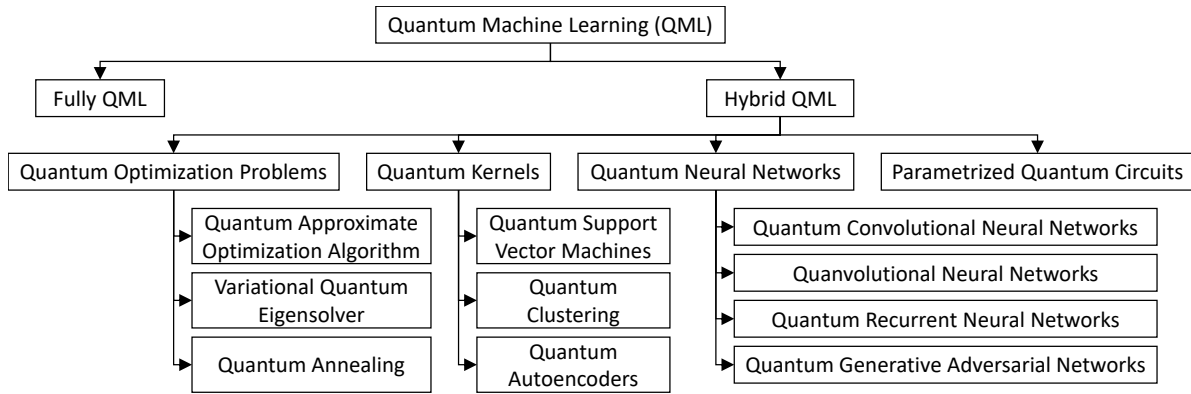 Quantum Machine Learning (QML)
Fully QML
Hybrid QML
Quantum Optimization Problems
Quantum Kernels
Quantum Neural Networks
Parametrized Quantum Circuits
Quantum Approximate
Optimization Algorithm
Variational Quantum
Eigensolver
Quantum Annealing
Quantum Support
Vector Machines
Quantum
Clustering
Quantum
Autoencoders
Quantum Convolutional Neural Networks
Quanvolutional Neural Networks
Quantum Recurrent Neural Networks
Quantum Generative Adversarial Networks